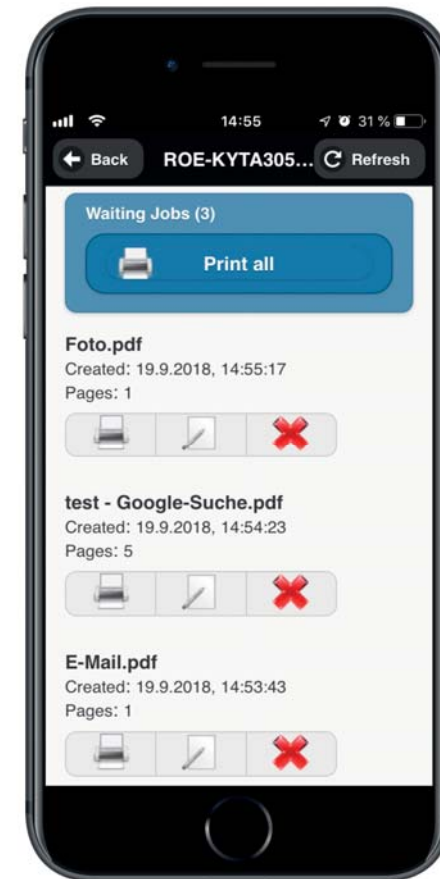 14:55 31 %
Back ROE-KYTA305... Refresh
Waiting Jobs (3)
Print all
Foto.pdf
Created: 19.9.2018, 14:55:17
Pages: 1
test - Google-Suche.pdf
Created: 19.9.2018, 14:54:23
Pages: 5
E-Mail.pdf
Created: 19.9.2018, 14:53:43
Pages: 1